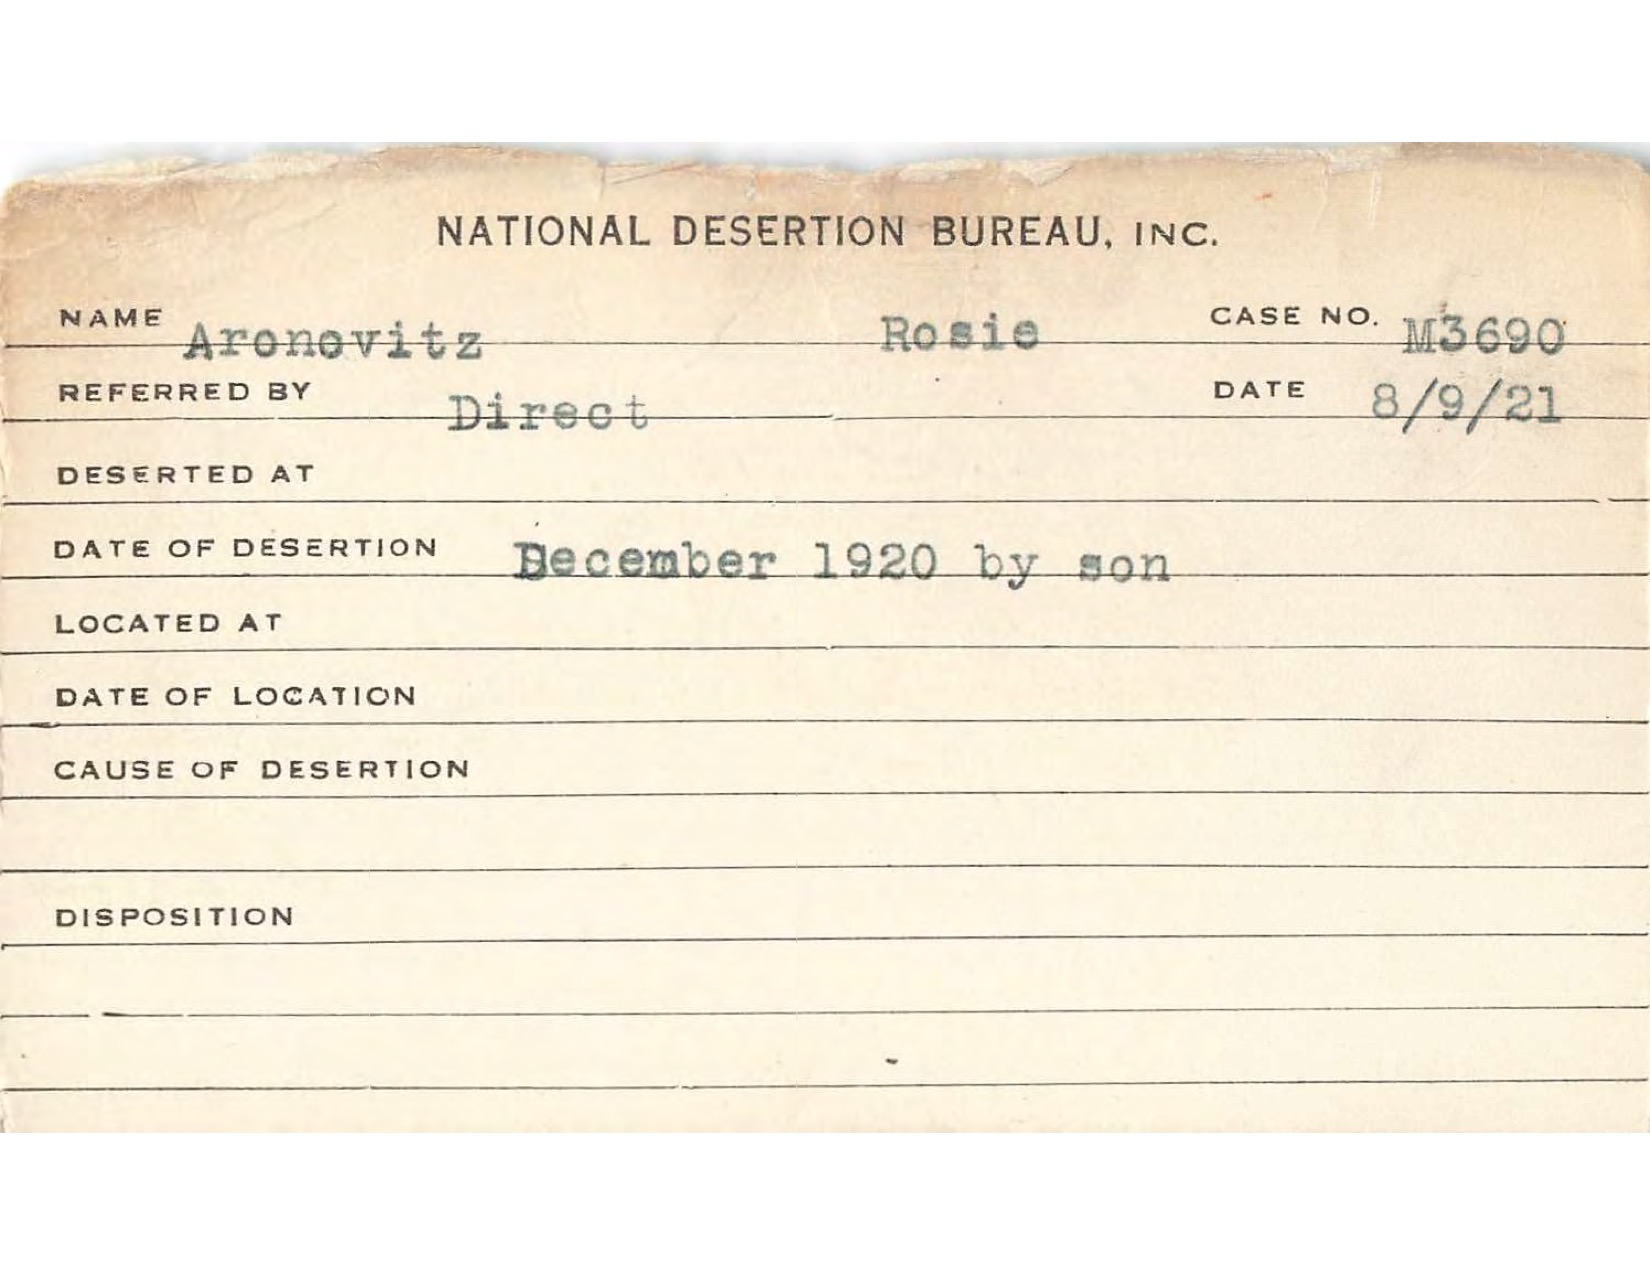 NATIONAL DESERTION BUREAU, INC.
NAME Aronovitz Rosie CASE NO. M3690
REFERRED BY Direct DATE 8/9/21
DESERTED AT
DATE OF DESERTION December 1920 by son
LOCATED AT
DATE OF LOCATION
CAUSE OF DESERTION
DISPOSITION